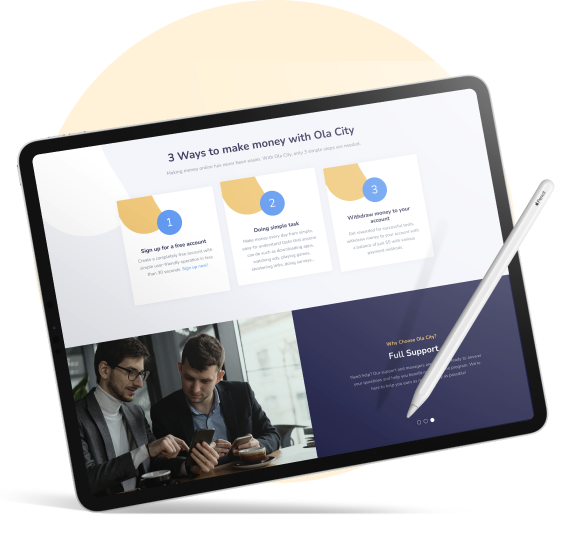 3 Ways to make money with Ola City
Making money online has never been easier. With Ola City, only 3 simple steps are needed.
1
Sign up for a free account
Create a completely free account with
simple user-friendly operation in less
than 30 seconds. Sign up now!
2
Doing simple task
Make money every day from simple,
easy to understand tasks that anyone
can do such as downloading apps,
watching ads, playing games,
shortening links, doing surveys...
3
Withdraw money to your
account
Get rewarded for successful tasks,
withdraw money to your account with
a balance of just $5 with various
payment methods.
Why Choose Ola City?
Full Support
Need help? Our support and managers are ready to answer
your questions and help you benefit program. We're
here to help you earn as as possible!
Pencil